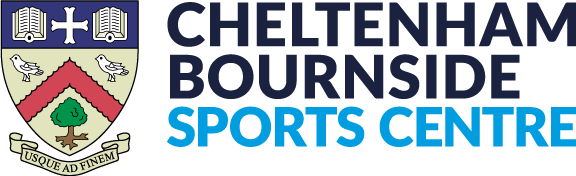 CHELTENHAM
BOURNSIDE
SPORTS CENTRE
USQUE AD FINEM